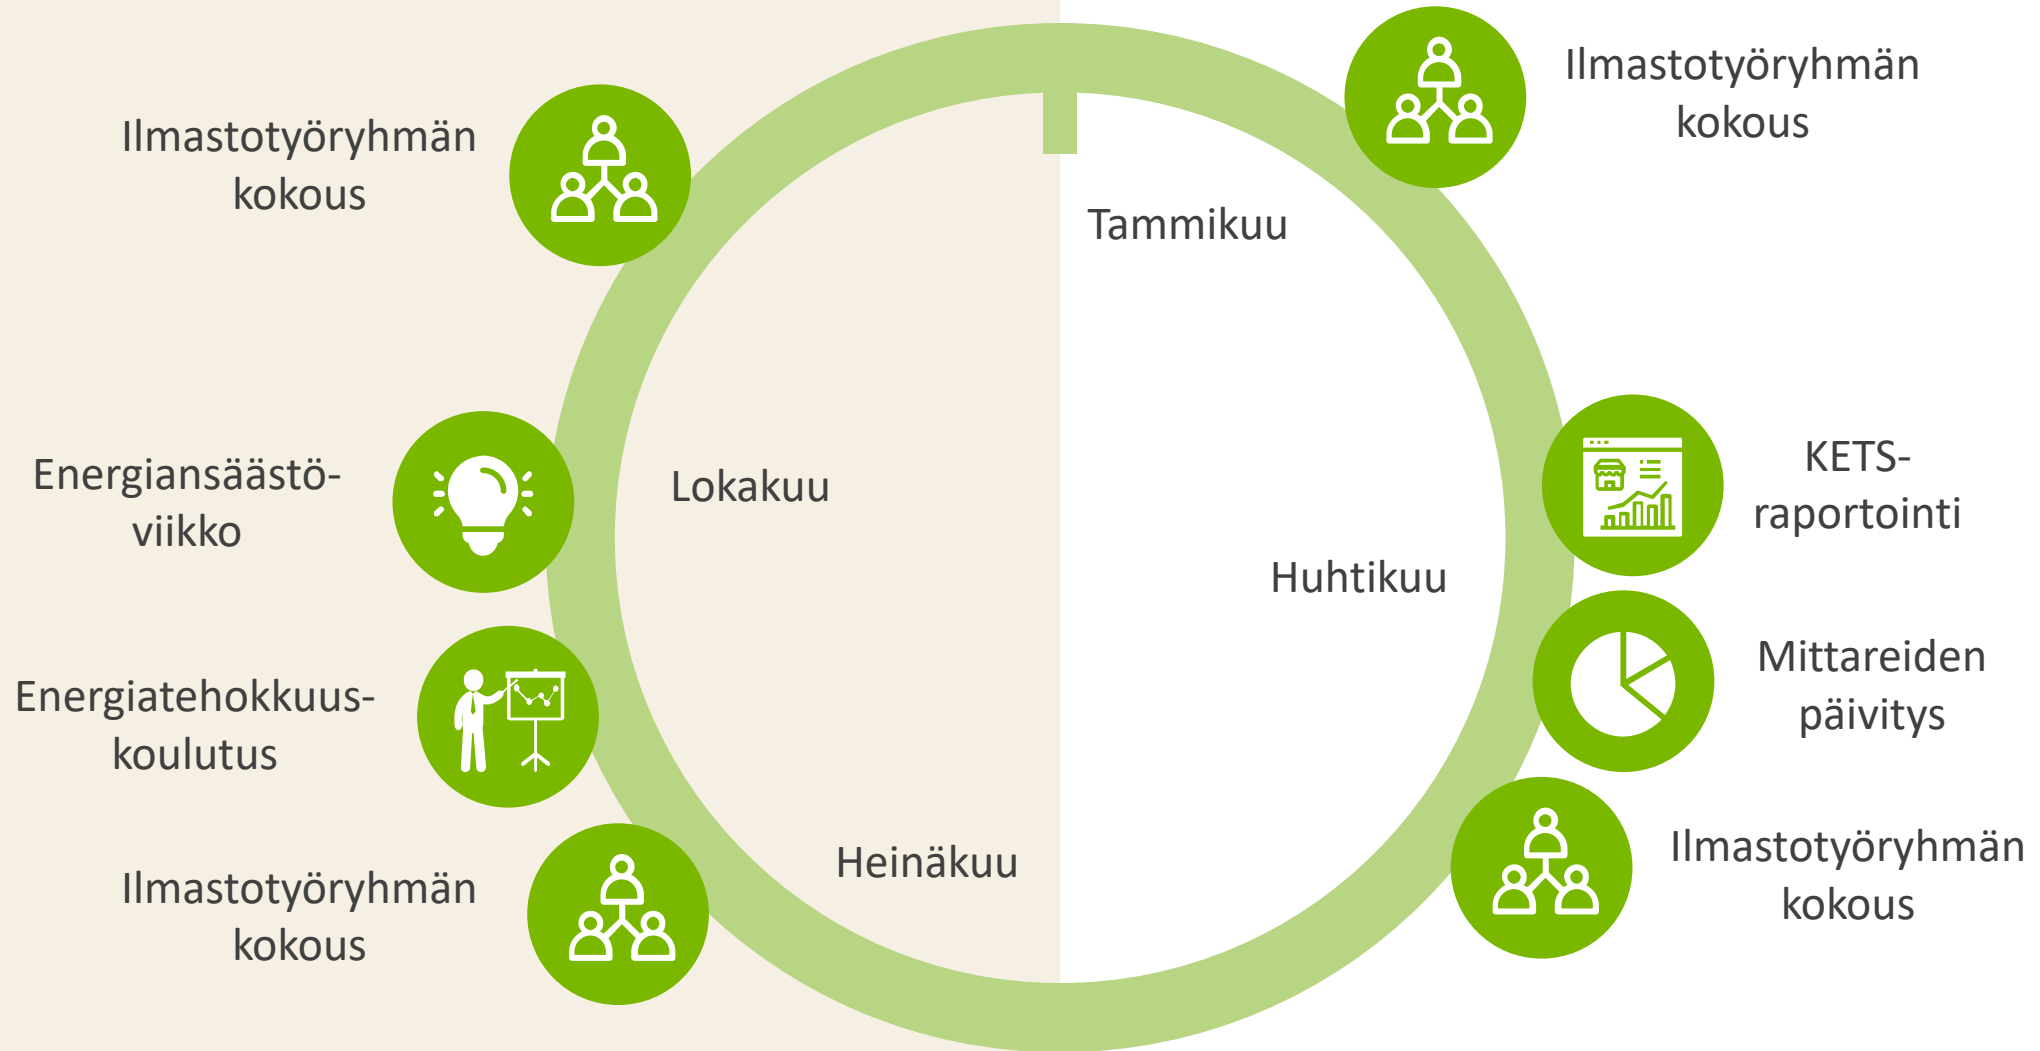 Ilmastotyöryhmän
kokous
Tammikuu
KETS-
raportointi
Huhtikuu
Mittareiden
päivitys
Ilmastotyöryhmän
kokous
Heinäkuu
Ilmastotyöryhmän
kokous
Energiatehokkuus-
koulutus
Lokakuu
Energiansäästö-
viikko
Ilmastotyöryhmän
kokous